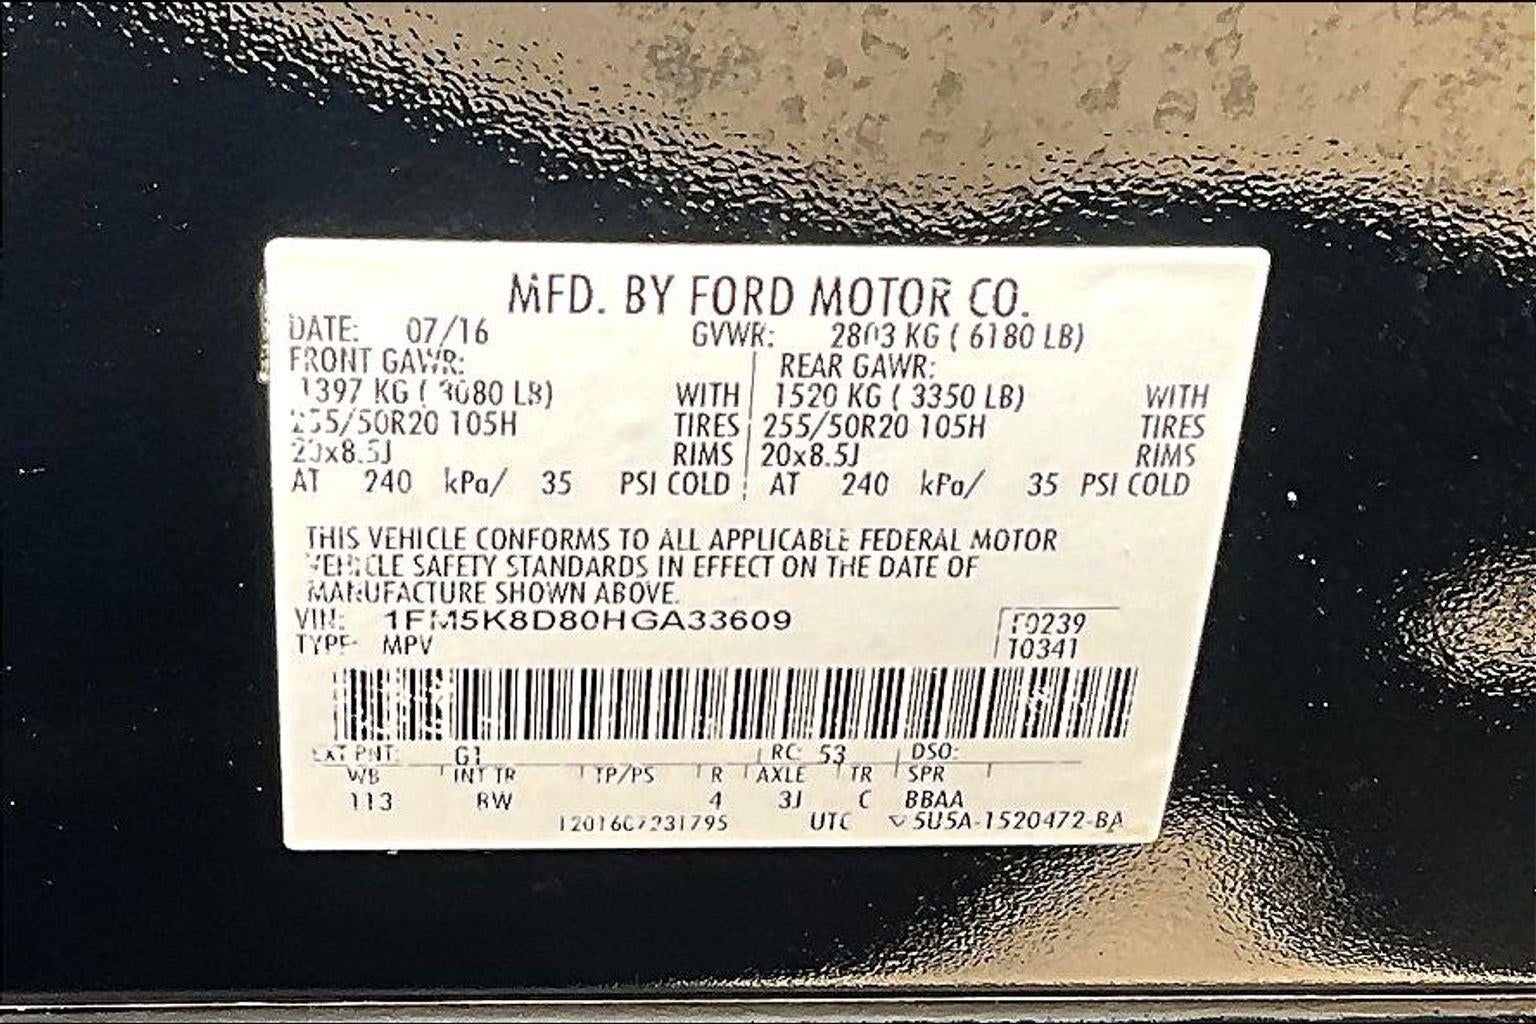 MFD. BY FORD MOTOR CO.
DATE: 07/16 GVWR: 2803 KG ( 6180 LB)
FRONT GAWR: REAR GAWR:
1397 KG ( 3080 LB) WITH 1520 KG ( 3350 LB) WITH
255/50R20 105H TIRES 255/50R20 105H TIRES
20x8.5J RIMS 20x8.5J RIMS
AT 240 kPa/ 35 PSI COLD AT 240 kPa/ 35 PSI COLD
THIS VEHICLE CONFORMS TO ALL APPLICABLE FEDERAL MOTOR
VEHICLE SAFETY STANDARDS IN EFFECT ON THE DATE OF
MANUFACTURE SHOWN ABOVE.
VIN: 1FM5K8D80HGA33609 F0239
TYPE: MPV T0341
EXT PNT: G1 RC: 53 DSO:
WB INT TR TP/PS R AXLE TR SPR
113 RW 4 3J C BBAA
1201607231795 UTC ▽ 5U5A-1520472-BA